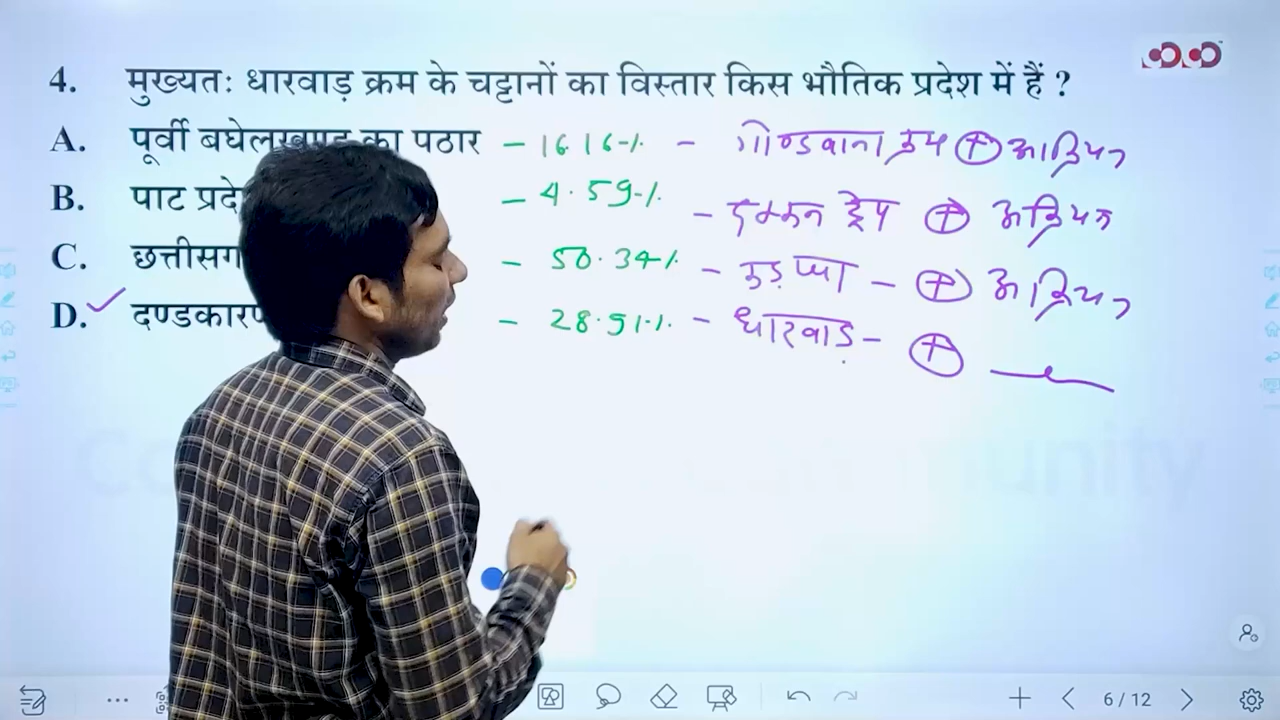 4. मुख्यतः धारवाड़ क्रम के चट्टानों का विस्तार किस भौतिक प्रदेश में हैं ?
A. पूर्वी बघेलखण्ड का पठार – 16.16% – गोण्डवाना क्रम + आर्कियन
B. पाट प्रदे – 4.59% – दक्कन ट्रेप + आर्कियन
C. छत्तीसग – 50.34% – कड़प्पा – + आर्कियन
D. ✓ दण्डकारण – 28.91% – धारवाड़ – +
6/12